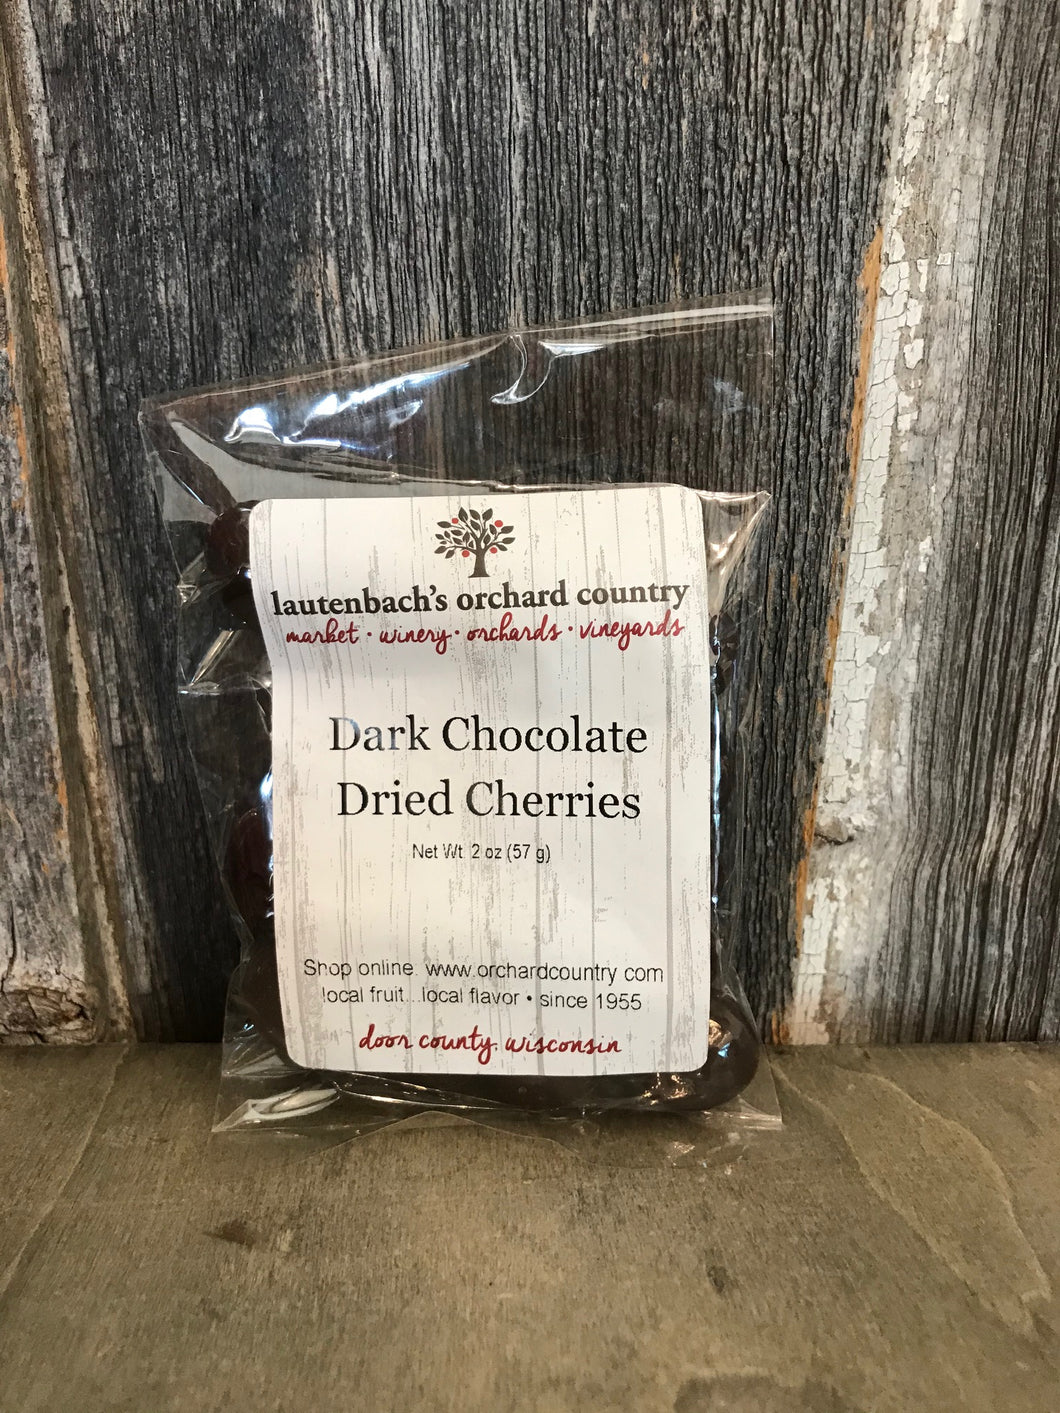 lautenbach's orchard country
market · winery · orchards · vineyards
Dark Chocolate
Dried Cherries
Net Wt. 2 oz (57 g)
Shop online: www.orchardcountry.com
local fruit...local flavor • since 1955
door county, wisconsin